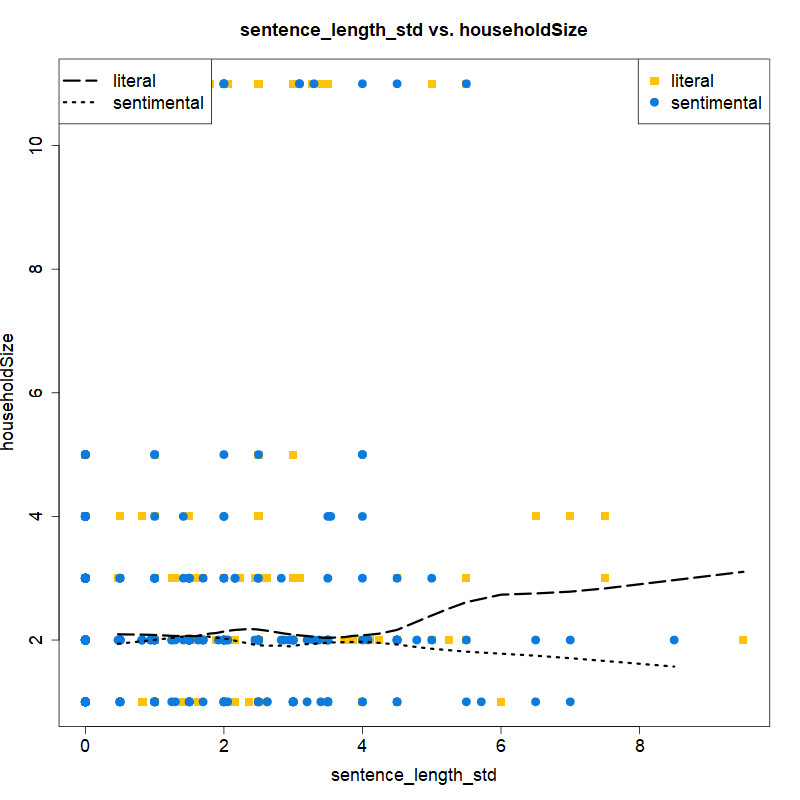 sentence_length_std vs. householdSize
literal
sentimental
literal
sentimental
householdSize
10
8
6
4
2
0 2 4 6 8
sentence_length_std